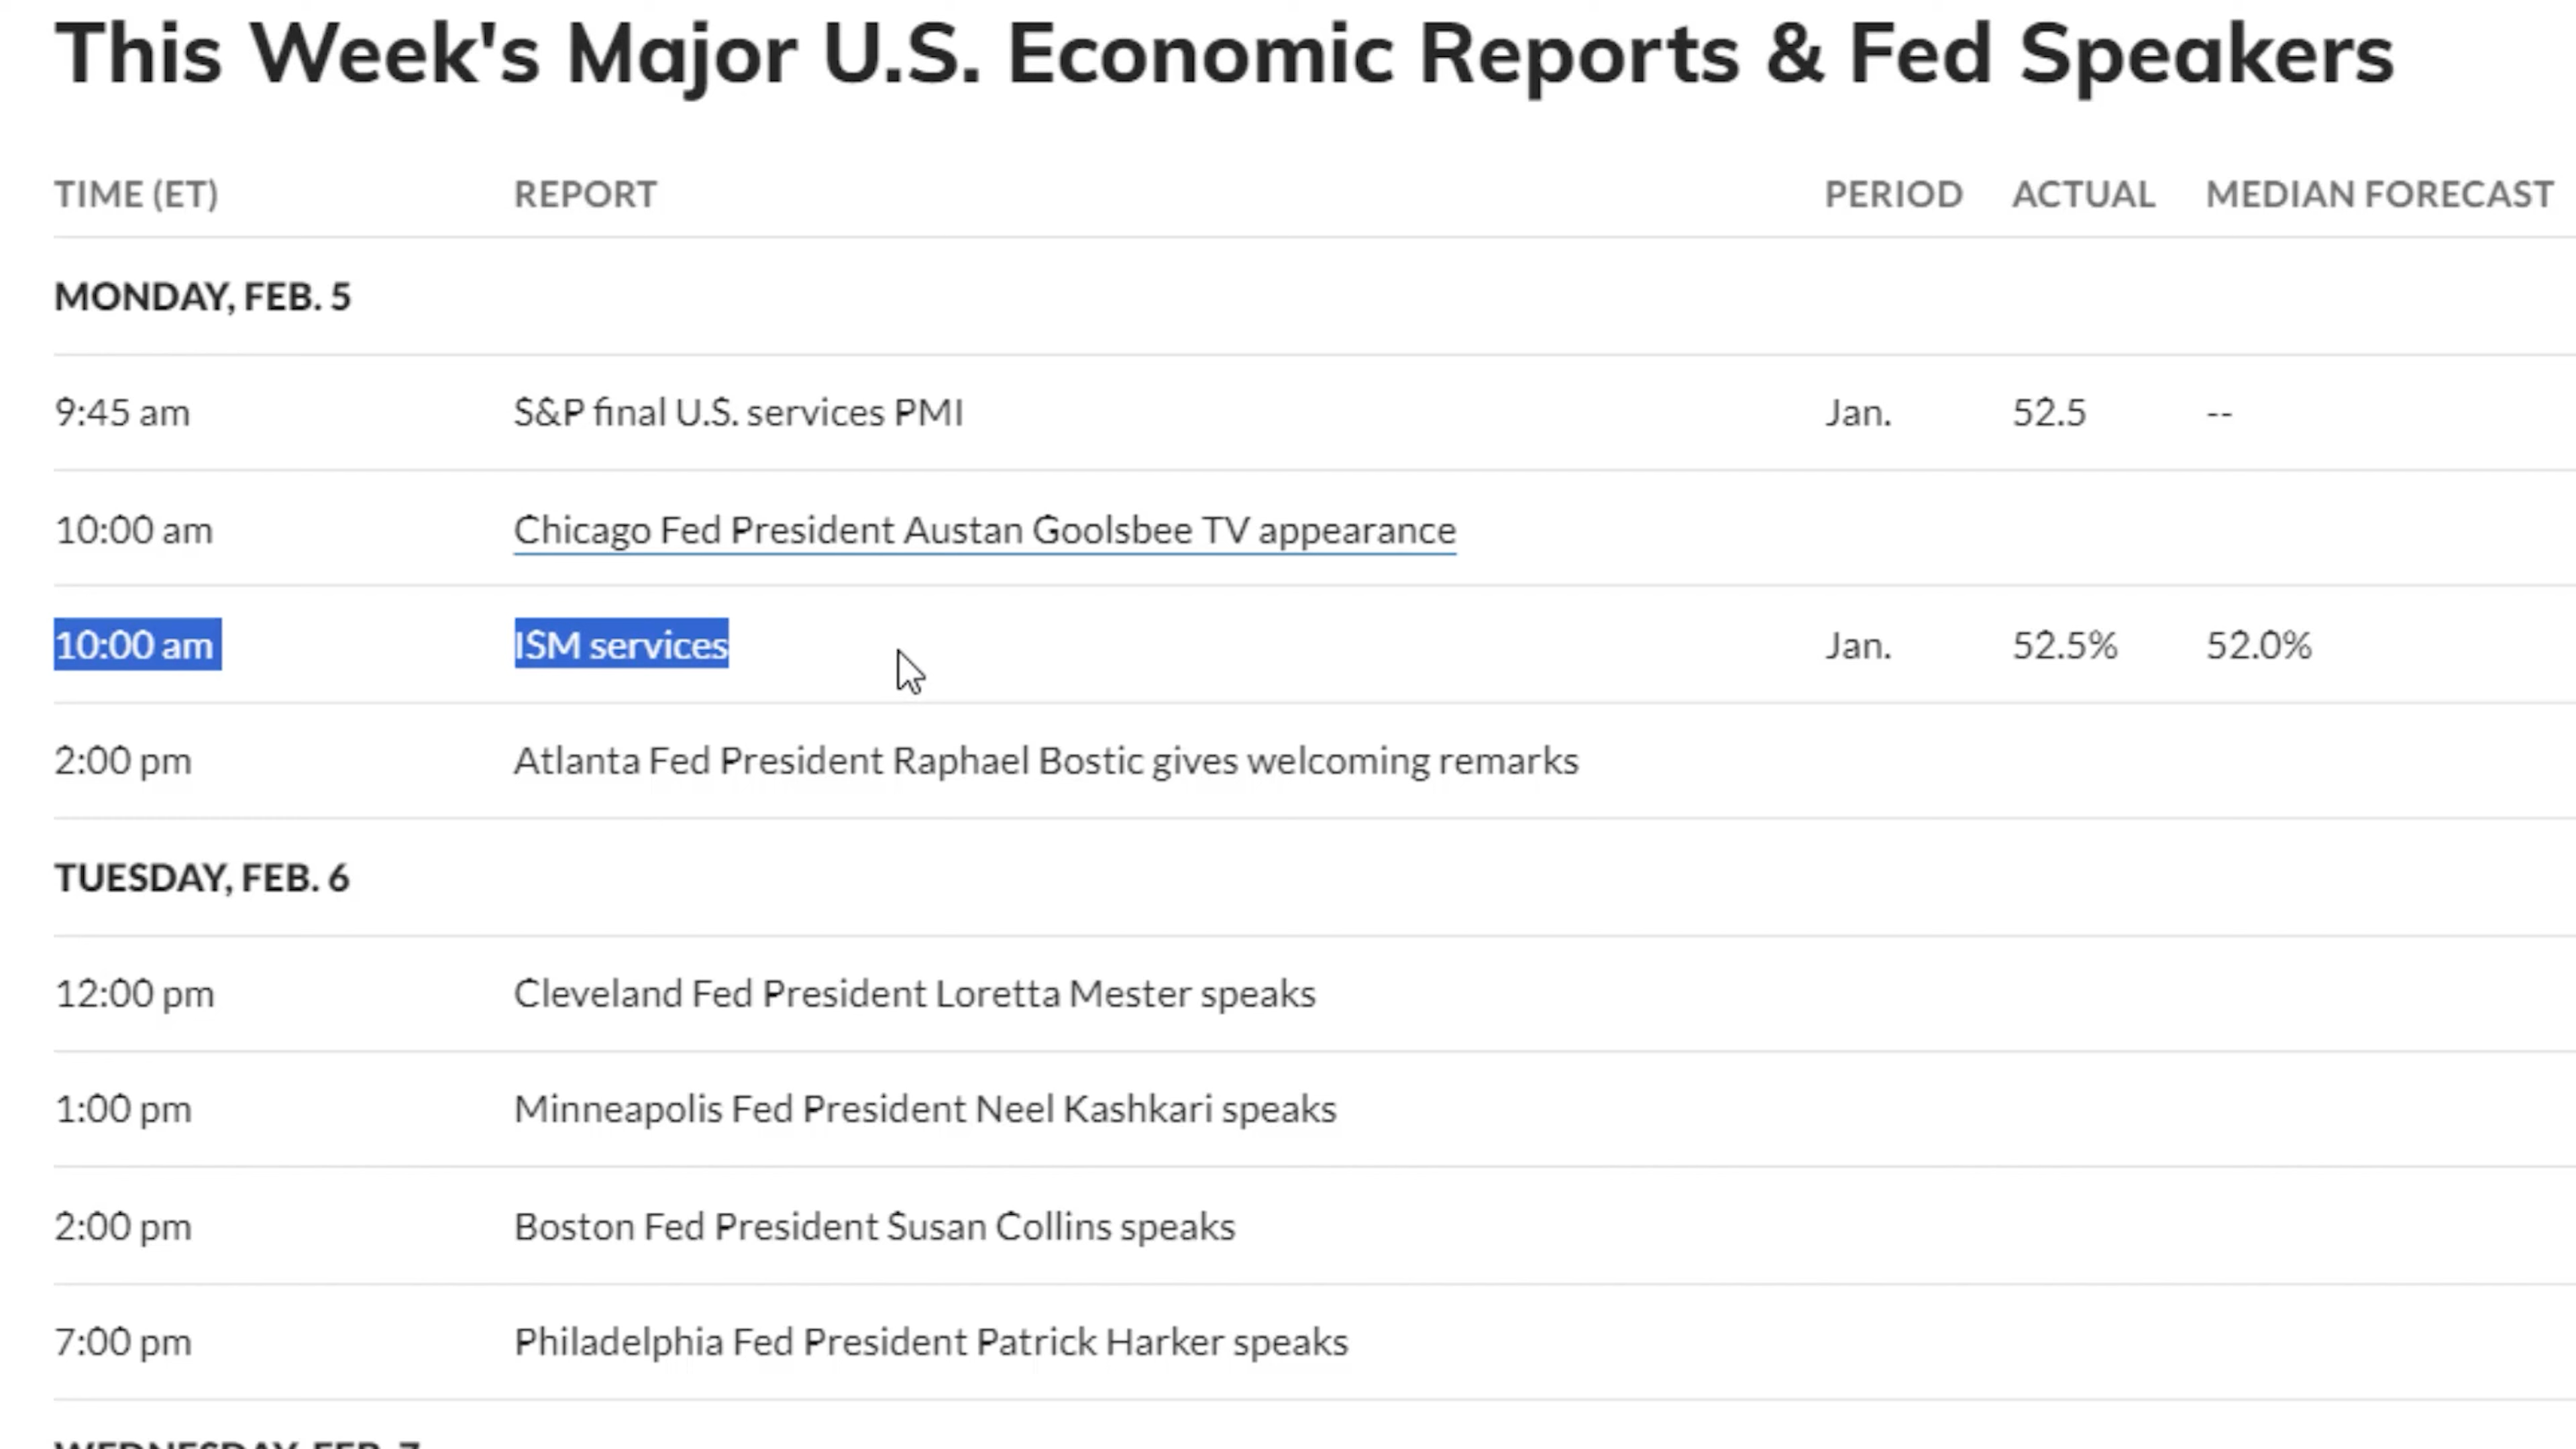 This Week's Major U.S. Economic Reports & Fed Speakers
TIME (ET) REPORT PERIOD ACTUAL MEDIAN FORECAST
MONDAY, FEB. 5
9:45 am S&P final U.S. services PMI Jan. 52.5 --
10:00 am Chicago Fed President Austan Goolsbee TV appearance
10:00 am ISM services Jan. 52.5% 52.0%
2:00 pm Atlanta Fed President Raphael Bostic gives welcoming remarks
TUESDAY, FEB. 6
12:00 pm Cleveland Fed President Loretta Mester speaks
1:00 pm Minneapolis Fed President Neel Kashkari speaks
2:00 pm Boston Fed President Susan Collins speaks
7:00 pm Philadelphia Fed President Patrick Harker speaks
WEDNESDAY, FEB. 7